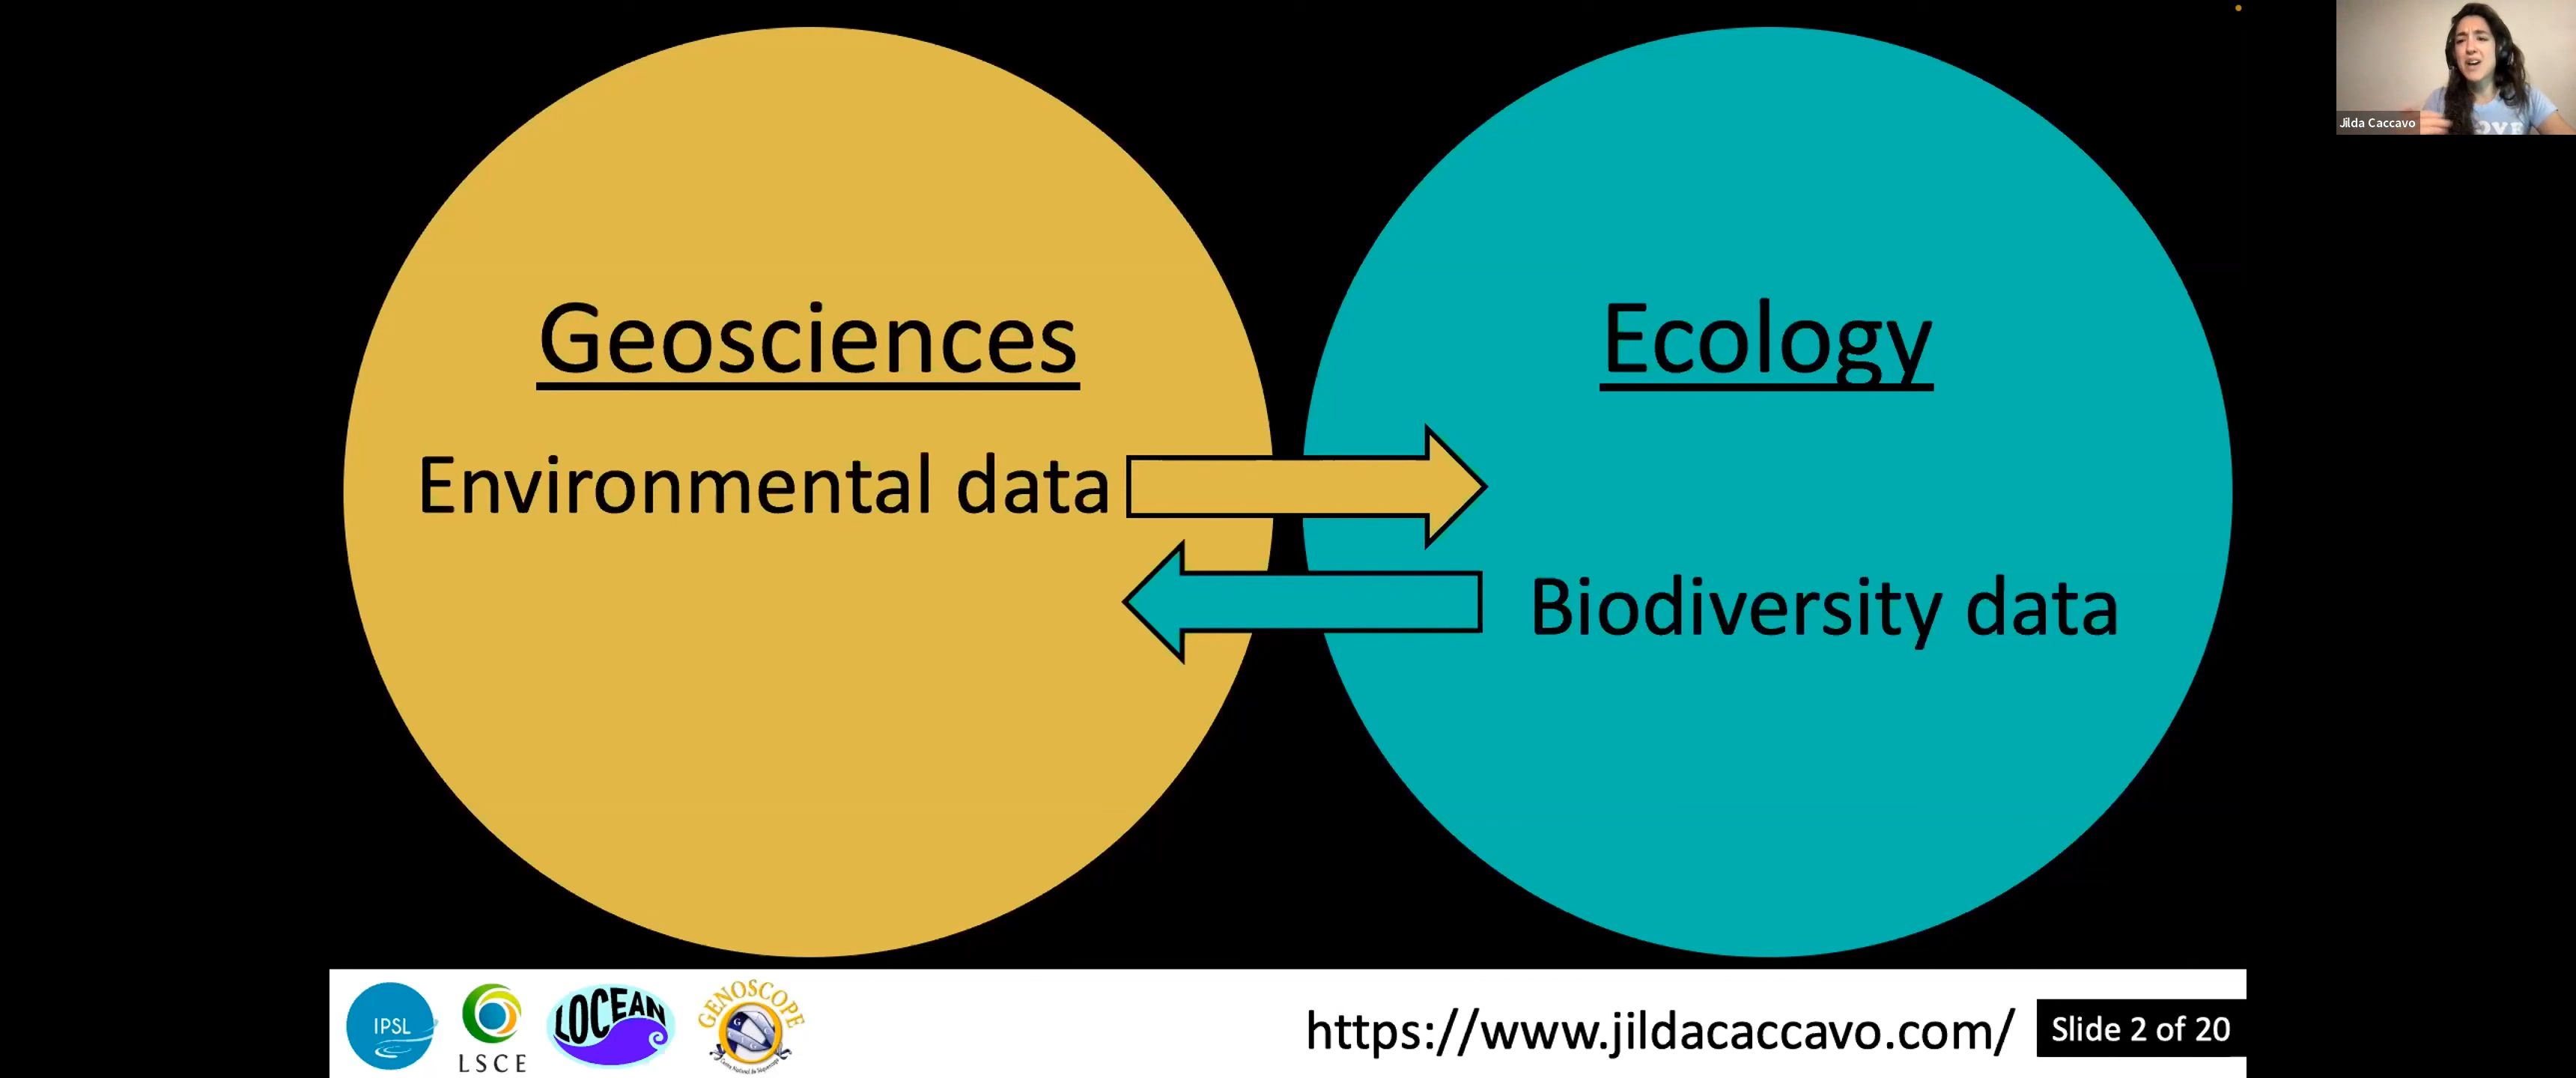 Geosciences
Ecology
Environmental data
Biodiversity data
Jilda Caccavo
IPSL
LSCE
LOCEAN
GENOSCOPE
https://www.jildacaccavo.com/
Slide 2 of 20